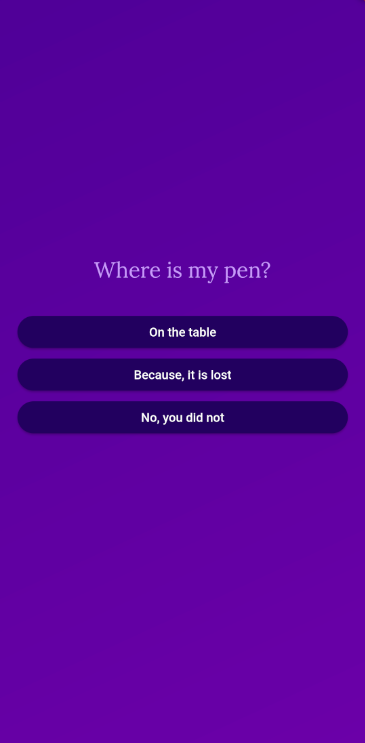 Where is my pen?
On the table
Because, it is lost
No, you did not